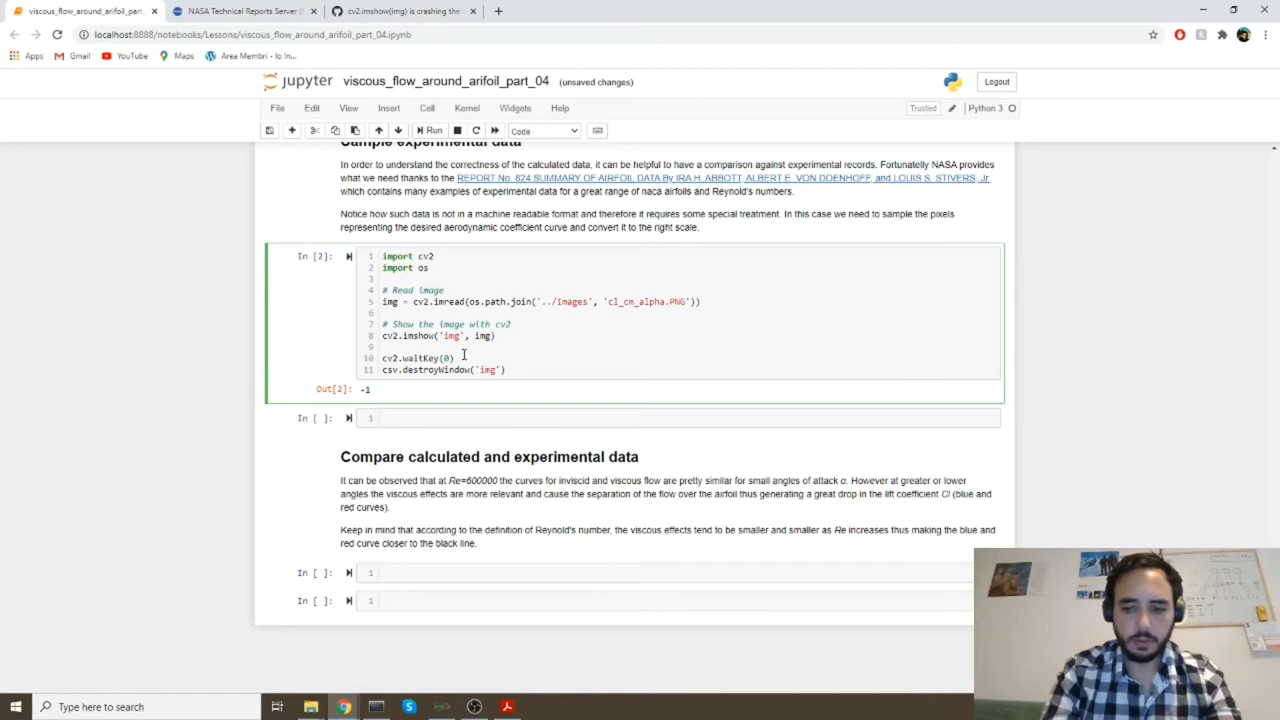 viscous_flow_around_arifoil_part_
NASA Technical Reports Server (
cv2.imshow(img) is crashing the
localhost:8888/notebooks/Lessons/viscous_flow_around_arifoil_part_04.ipynb
Apps
Gmail
YouTube
Maps
Area Membri - Io In...
jupyter
viscous_flow_around_arifoil_part_04 (unsaved changes)
Logout
File Edit View Insert Cell Kernel Widgets Help
Trusted
Python 3
Run
Code
Sample experimental data
In order to understand the correctness of the calculated data, it can be helpful to have a comparison against experimental records. Fortunatelly NASA provides
what we need thanks to the REPORT No. 824 SUMMARY OF AIRFOIL DATA By IRA H. ABBOTT, ALBERT E. VON DOENHOFF, and LOUIS S. STIVERS, Jr.
which contains many examples of experimental data for a great range of naca airfoils and Reynold's numbers.
Notice how such data is not in a machine readable format and therefore it requires some special treatment. In this case we need to sample the pixels
representing the desired aerodynamic coefficient curve and convert it to the right scale.
In [2]:
1 import cv2
2 import os
3
4 # Read image
5 img = cv2.imread(os.path.join('../Images', 'cl_cm_alpha.PNG'))
6
7 # Show the image with cv2
8 cv2.imshow('img', img)
9
10 cv2.waitKey(0)
11 csv.destroyWindow('img')
Out[2]: -1
In [ ]: 1
Compare calculated and experimental data
It can be observed that at Re=600000 the curves for inviscid and viscous flow are pretty similar for small angles of attack α. However at greater or lower
angles the viscous effects are more relevant and cause the separation of the flow over the airfoil thus generating a great drop in the lift coefficient Cl (blue and
red curves).
Keep in mind that according to the definition of Reynold's number, the viscous effects tend to be smaller and smaller as Re increases thus making the blue and
red curve closer to the black line.
In [ ]: 1
In [ ]: 1
Type here to search